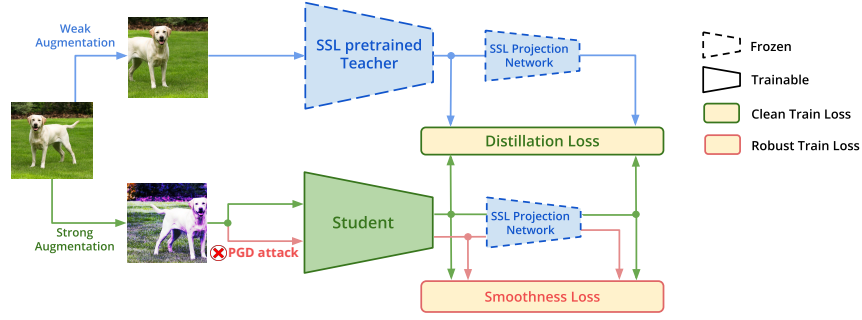 Weak
Augmentation
SSL pretrained
Teacher
SSL Projection
Network
Distillation Loss
Strong
Augmentation
PGD attack
Student
SSL Projection
Network
Smoothness Loss
Frozen
Trainable
Clean Train Loss
Robust Train Loss